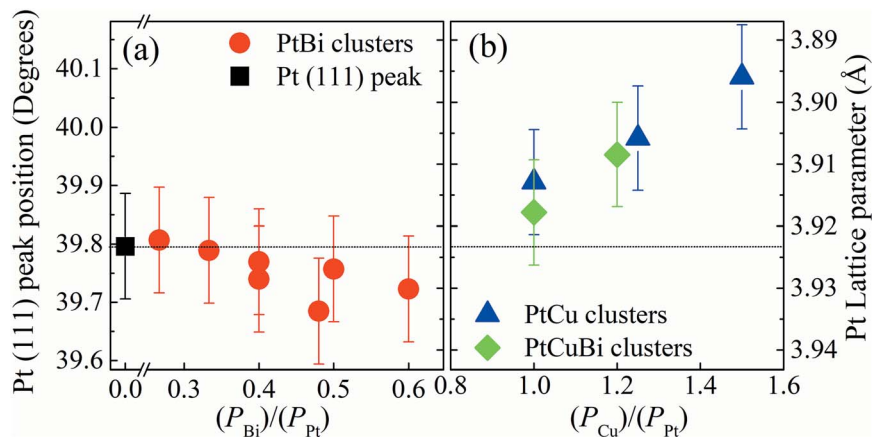 (a)
PtBi clusters
Pt (111) peak
Pt (111) peak position (Degrees)
40.1
40.0
39.9
39.8
39.7
39.6
0.0
0.3
0.4
0.5
0.6
(P_Bi)/(P_Pt)
(b)
PtCu clusters
PtCuBi clusters
0.8
1.0
1.2
1.4
1.6
(P_Cu)/(P_Pt)
3.89
3.90
3.91
3.92
3.93
3.94
Pt Lattice parameter (Å)